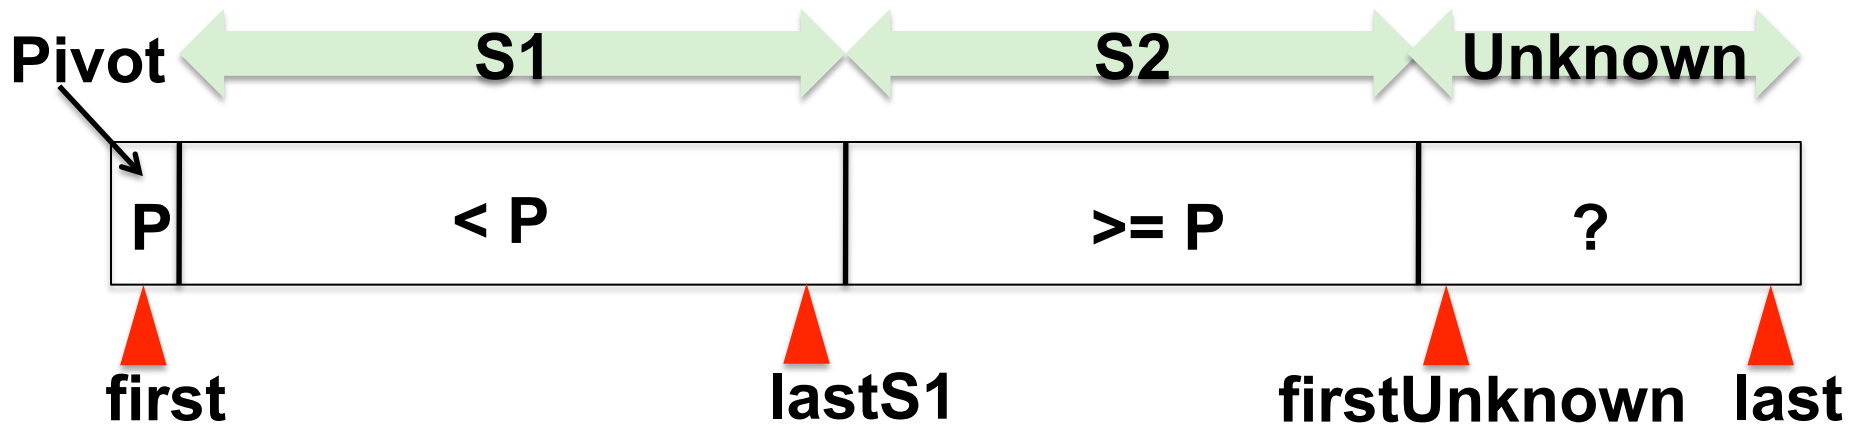 Pivot S1 S2 Unknown
P < P >= P ?
first lastS1 firstUnknown last